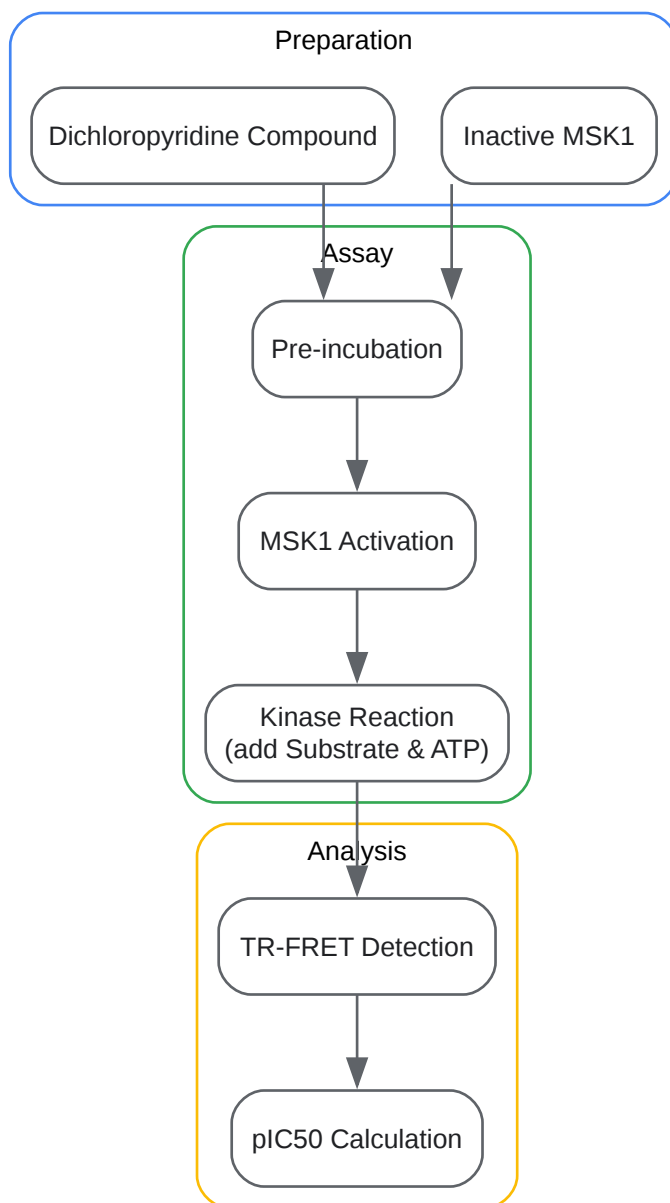 Preparation
Dichloropyridine Compound
Inactive MSK1
Assay
Pre-incubation
MSK1 Activation
Kinase Reaction
(add Substrate & ATP)
Analysis
TR-FRET Detection
pIC50 Calculation